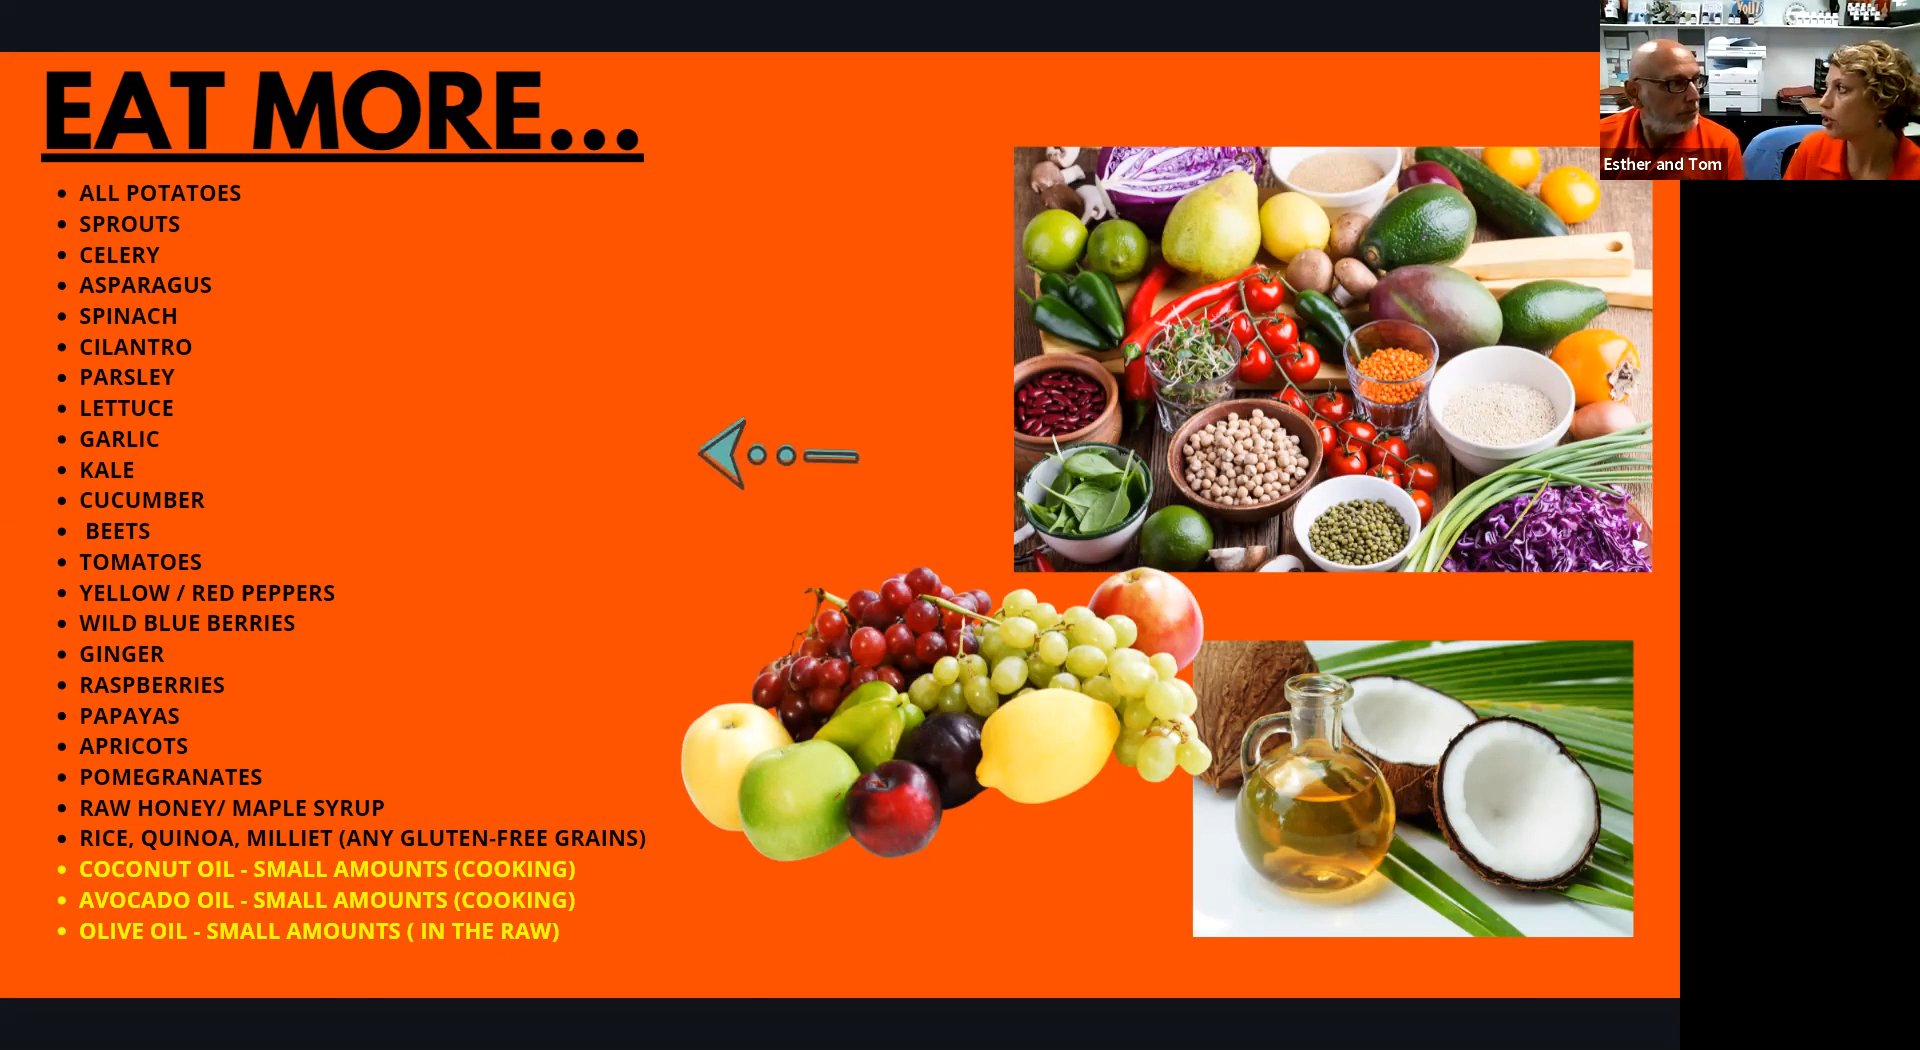 EAT MORE...
• ALL POTATOES
• SPROUTS
• CELERY
• ASPARAGUS
• SPINACH
• CILANTRO
• PARSLEY
• LETTUCE
• GARLIC
• KALE
• CUCUMBER
• BEETS
• TOMATOES
• YELLOW / RED PEPPERS
• WILD BLUE BERRIES
• GINGER
• RASPBERRIES
• PAPAYAS
• APRICOTS
• POMEGRANATES
• RAW HONEY/ MAPLE SYRUP
• RICE, QUINOA, MILLIET (ANY GLUTEN-FREE GRAINS)
• COCONUT OIL - SMALL AMOUNTS (COOKING)
• AVOCADO OIL - SMALL AMOUNTS (COOKING)
• OLIVE OIL - SMALL AMOUNTS ( IN THE RAW)
You!
Esther and Tom